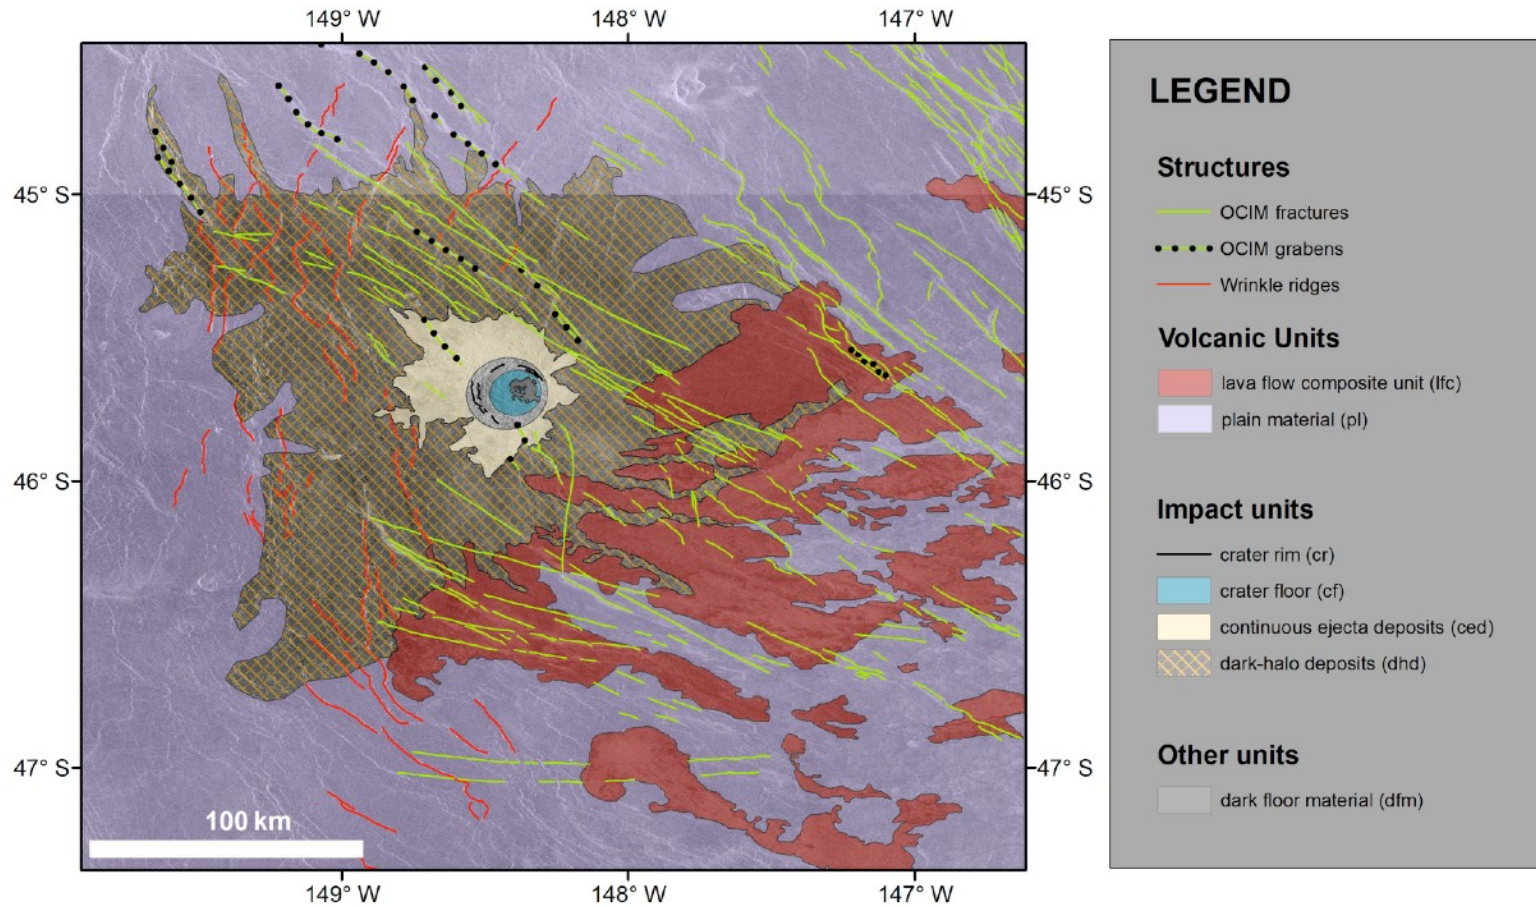 149° W 148° W 147° W
45° S 45° S
46° S 46° S
47° S 47° S
100 km
149° W 148° W 147° W
LEGEND
Structures
OCIM fractures
OCIM grabens
Wrinkle ridges
Volcanic Units
lava flow composite unit (lfc)
plain material (pl)
Impact units
crater rim (cr)
crater floor (cf)
continuous ejecta deposits (ced)
dark-halo deposits (dhd)
Other units
dark floor material (dfm)